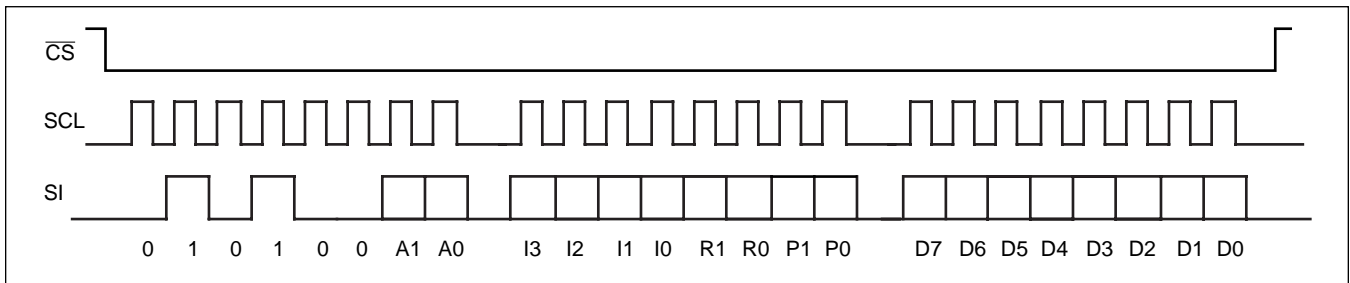 CS
SCL
SI
0 1 0 1 0 0 A1 A0 I3 I2 I1 I0 R1 R0 P1 P0 D7 D6 D5 D4 D3 D2 D1 D0